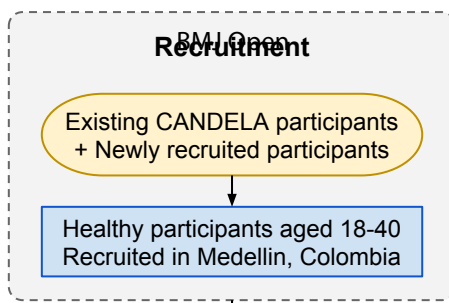 BMJ Open
Recruitment
Existing CANDELA participants
+ Newly recruited participants
Healthy participants aged 18-40
Recruited in Medellin, Colombia